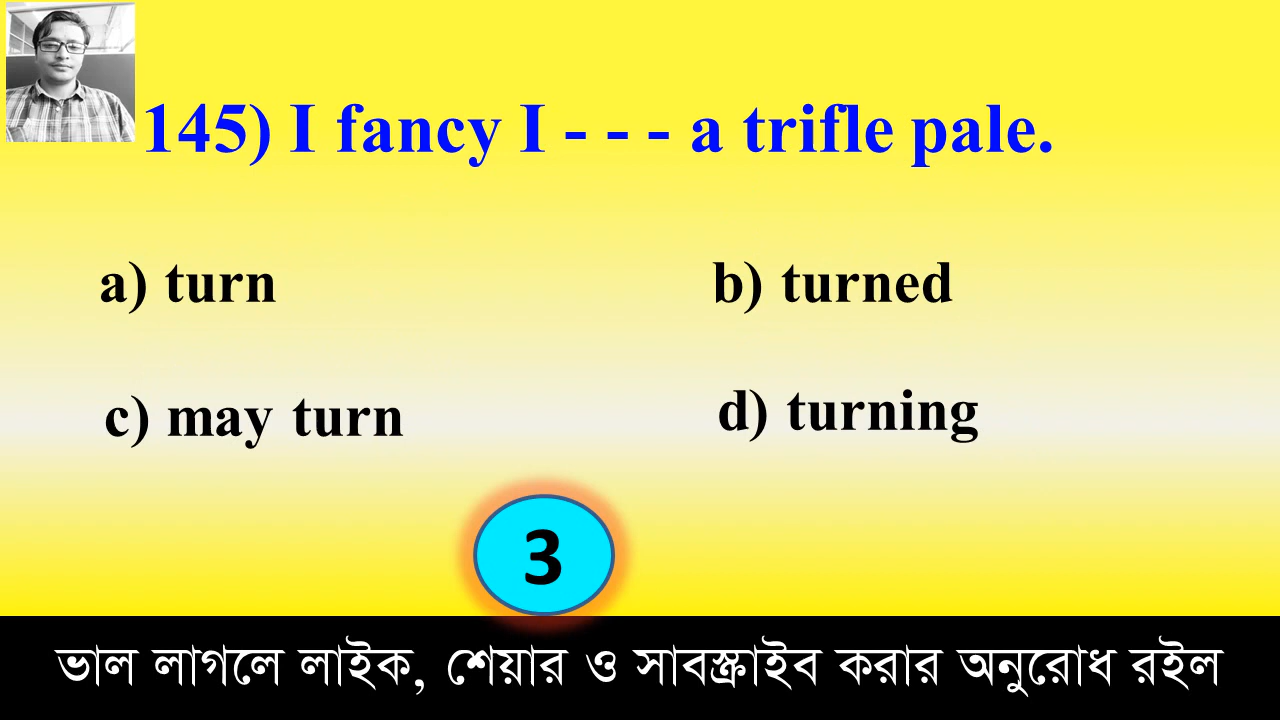 145) I fancy I - - - a trifle pale.
a) turn b) turned
c) may turn d) turning
3
ভাল লাগলে লাইক, শেয়ার ও সাবস্ক্রাইব করার অনুরোধ রইল